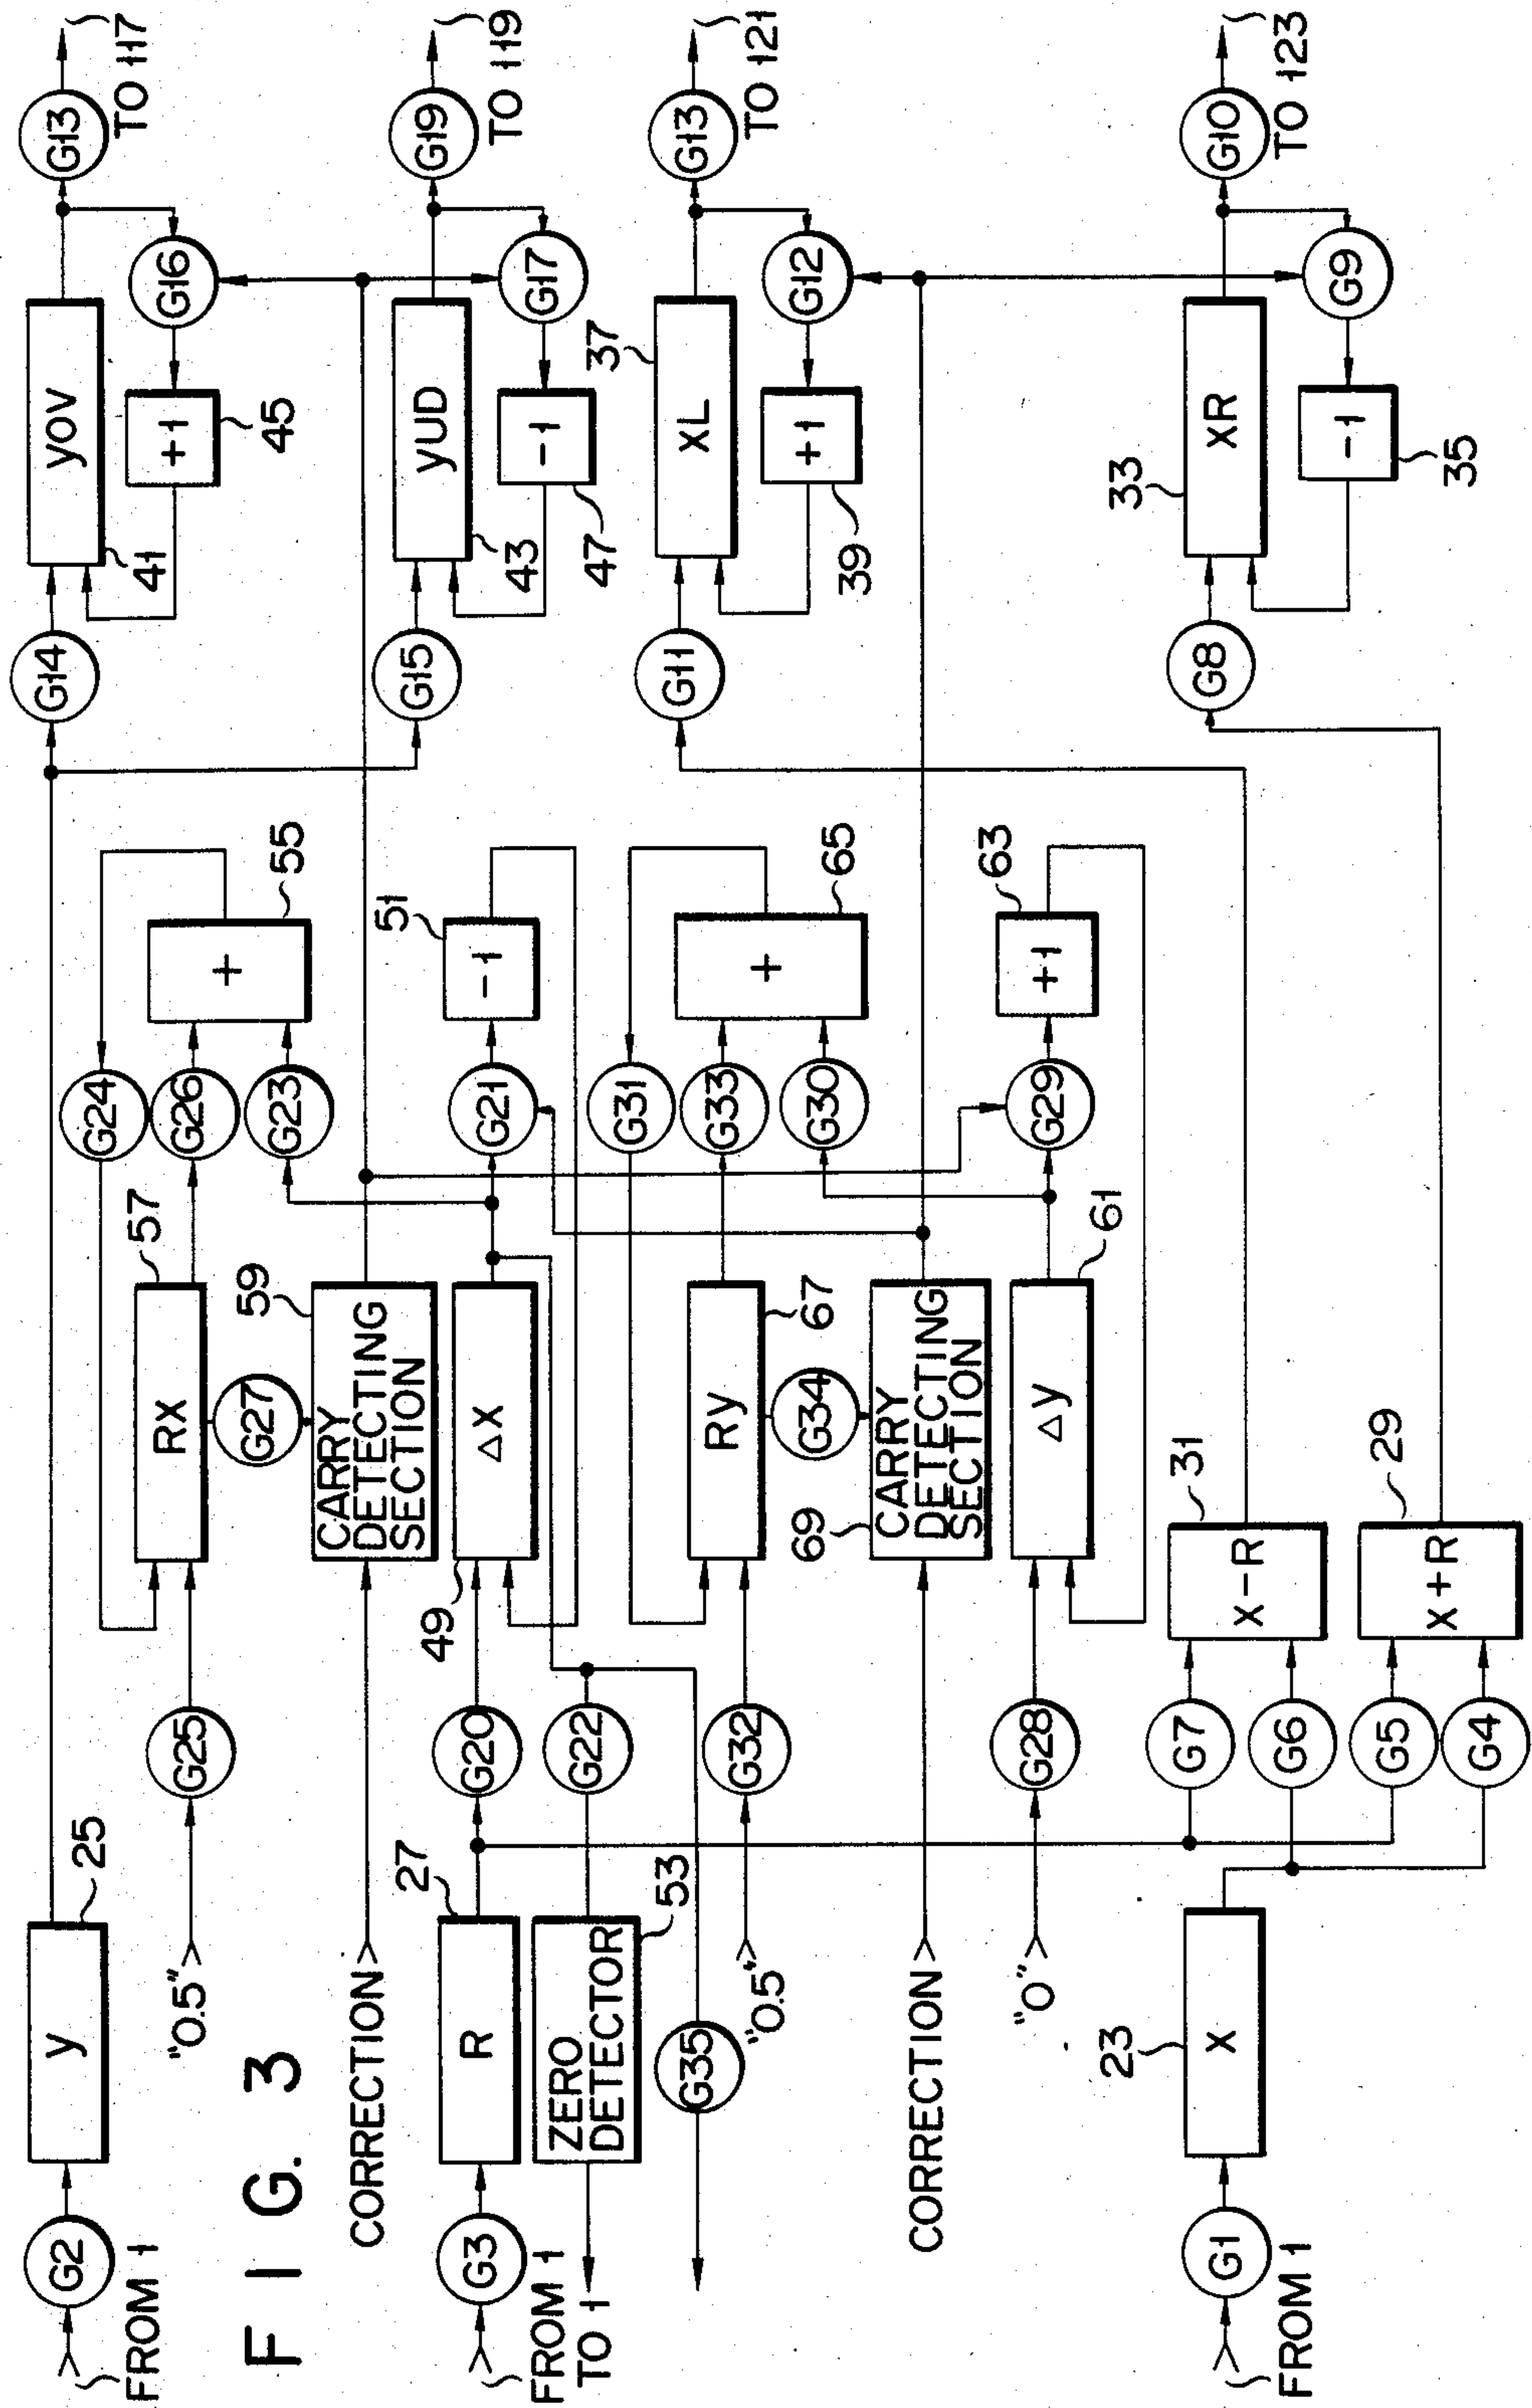 FIG. 3
FROM 1
G2
y
25
"0.5"
G25
RX
57
G24
G26
G23
+
55
G14
yOV
41
+1
45
G16
G13
TO 117
CORRECTION
G27
CARRY
DETECTING
SECTION
59
FROM 1
G3
R
27
G20
ΔX
49
G21
-1
51
G15
yUD
43
-1
47
G17
G19
TO 119
TO 1
ZERO
DETECTOR
53
G22
G35
"0.5"
G32
Ry
67
G31
G33
G30
+
65
G11
XL
37
+1
39
G12
G13
TO 121
CORRECTION
G34
CARRY
DETECTING
SECTION
69
"0"
G28
Δy
61
G29
+1
63
FROM 1
G1
X
23
G7
G6
X-R
31
G5
G4
X+R
29
G8
XR
33
-1
35
G9
G10
TO 123